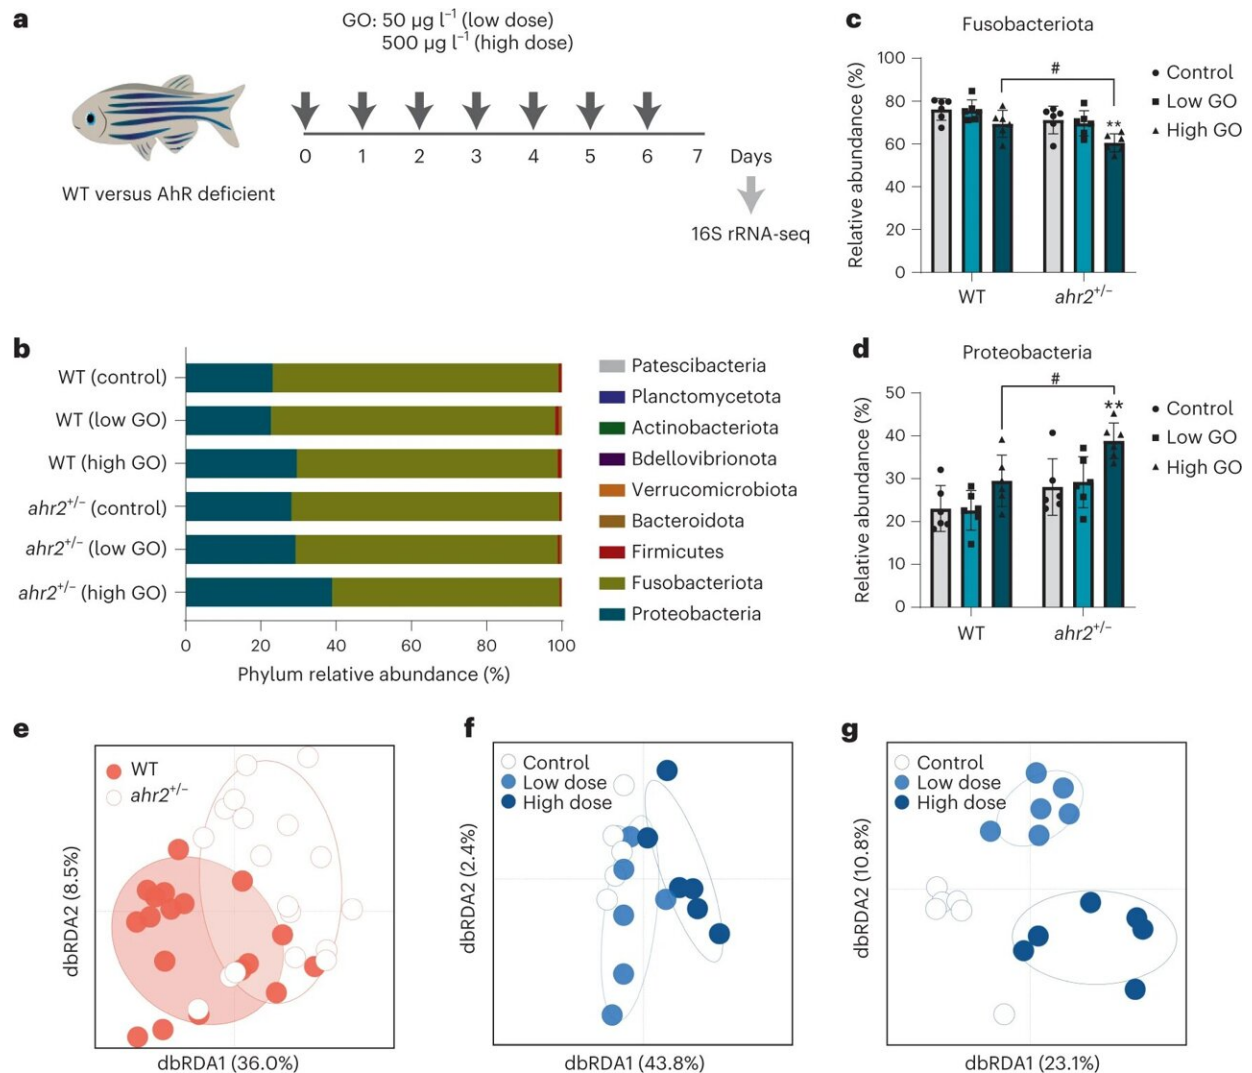 a
GO: 50 µg l⁻¹ (low dose)
500 µg l⁻¹ (high dose)
0 1 2 3 4 5 6 7 Days
WT versus AhR deficient
16S rRNA-seq
b
WT (control)
WT (low GO)
WT (high GO)
ahr2⁺/⁻ (control)
ahr2⁺/⁻ (low GO)
ahr2⁺/⁻ (high GO)
0 20 40 60 80 100
Phylum relative abundance (%)
Patescibacteria
Planctomycetota
Actinobacteriota
Bdellovibrionota
Verrucomicrobiota
Bacteroidota
Firmicutes
Fusobacteriota
Proteobacteria
c
Fusobacteriota
Relative abundance (%)
100
80
60
40
20
0
#
**
WT ahr2⁺/⁻
Control
Low GO
High GO
d
Proteobacteria
Relative abundance (%)
50
40
30
20
10
0
#
**
WT ahr2⁺/⁻
Control
Low GO
High GO
e
WT
ahr2⁺/⁻
dbRDA2 (8.5%)
dbRDA1 (36.0%)
f
Control
Low dose
High dose
dbRDA2 (2.4%)
dbRDA1 (43.8%)
g
Control
Low dose
High dose
dbRDA2 (10.8%)
dbRDA1 (23.1%)